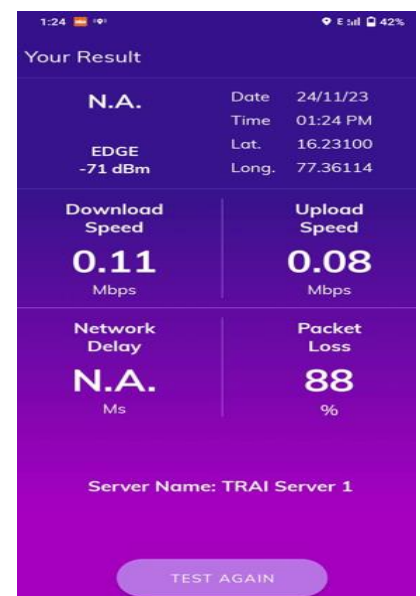 1:24 E 42%
Your Result
N.A.
EDGE
-71 dBm
Date 24/11/23
Time 01:24 PM
Lat. 16.23100
Long. 77.36114
Download
Speed
0.11
Mbps
Upload
Speed
0.08
Mbps
Network
Delay
N.A.
Ms
Packet
Loss
88
%
Server Name: TRAI Server 1
TEST AGAIN